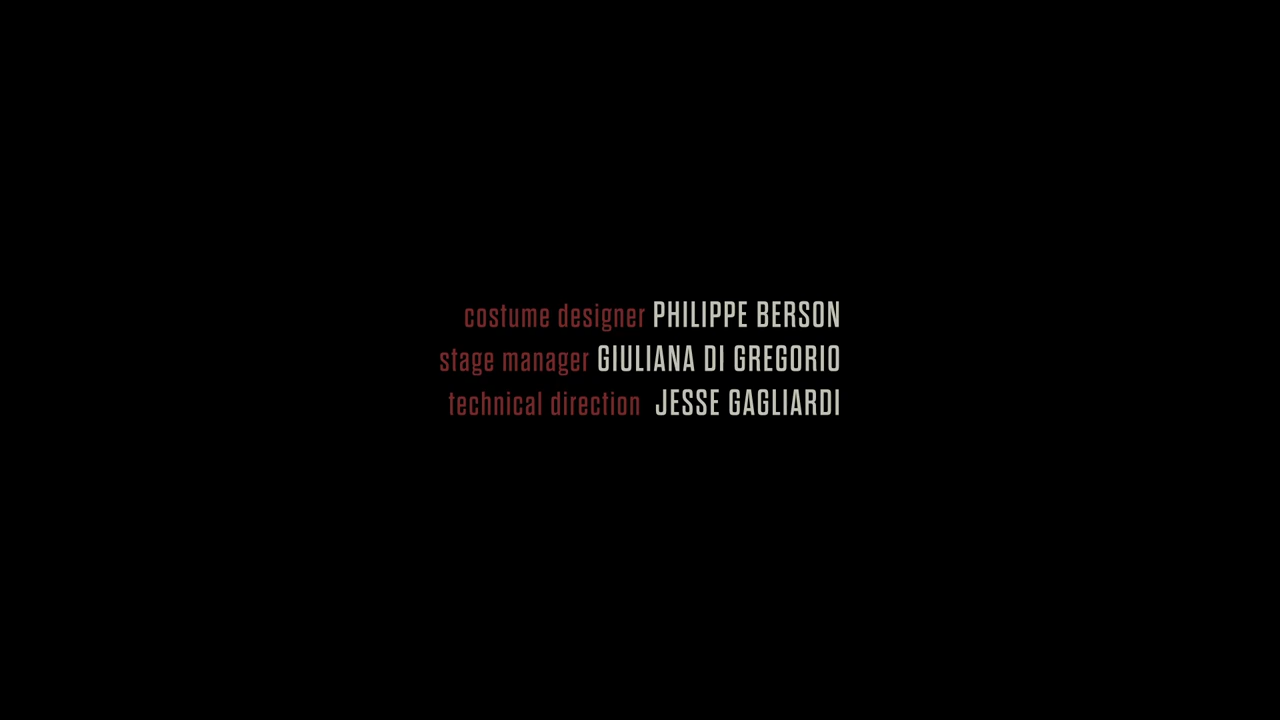 costume designer PHILIPPE BERSON
stage manager GIULIANA DI GREGORIO
technical direction JESSE GAGLIARDI